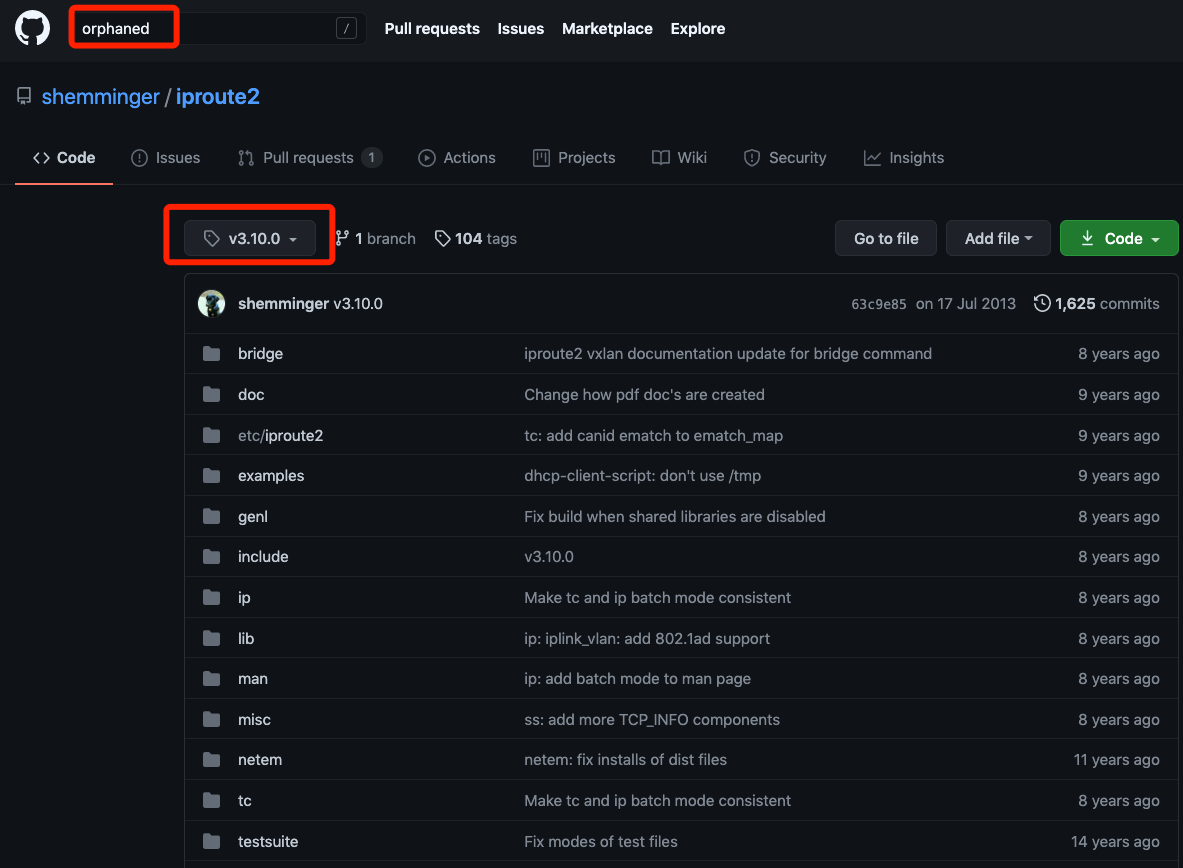 orphaned / Pull requests Issues Marketplace Explore
shemminger / iproute2
Code Issues Pull requests 1 Actions Projects Wiki Security Insights
v3.10.0 1 branch 104 tags Go to file Add file Code
shemminger v3.10.0 63c9e85 on 17 Jul 2013 1,625 commits
bridge iproute2 vxlan documentation update for bridge command 8 years ago
doc Change how pdf doc's are created 9 years ago
etc/iproute2 tc: add canid ematch to ematch_map 9 years ago
examples dhcp-client-script: don't use /tmp 9 years ago
genl Fix build when shared libraries are disabled 8 years ago
include v3.10.0 8 years ago
ip Make tc and ip batch mode consistent 8 years ago
lib ip: iplink_vlan: add 802.1ad support 8 years ago
man ip: add batch mode to man page 8 years ago
misc ss: add more TCP_INFO components 8 years ago
netem netem: fix installs of dist files 11 years ago
tc Make tc and ip batch mode consistent 8 years ago
testsuite Fix modes of test files 14 years ago